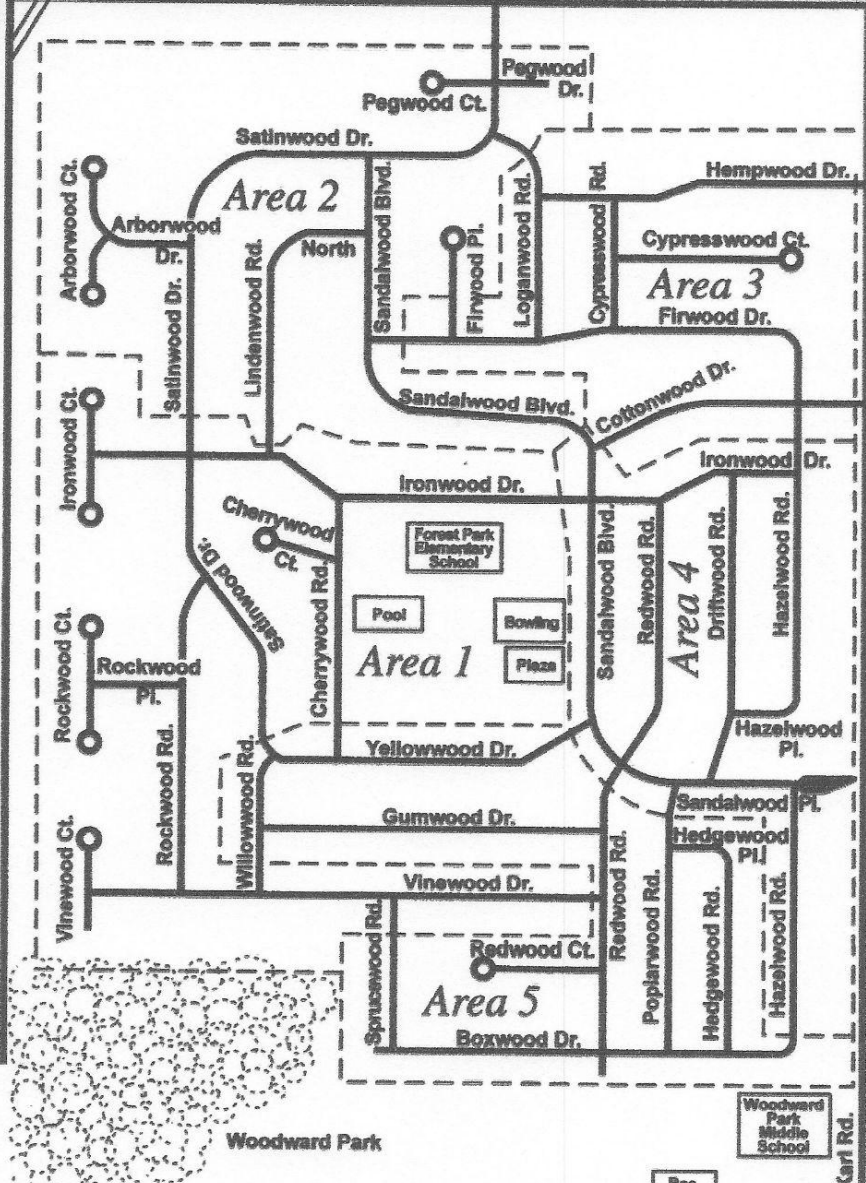 Pegwood
Dr.
Pegwood Ct.
Satinwood Dr.
Arborwood Ct.
Area 2
Sandalwood Blvd.
Loganwood Rd.
Cypresswood Rd.
Hempwood Dr.
Arborwood
Dr.
North
Firwood Pl.
Cypresswood Ct.
Lindenwood Rd.
Area 3
Satinwood Dr.
Firwood Dr.
Sandalwood Blvd.
Cottonwood Dr.
Ironwood Ct.
Ironwood Dr.
Ironwood Dr.
Cherrywood
Ct.
Forest Park
Elementary
School
Satinwood Dr.
Cherrywood Rd.
Pool
Bowling
Plaza
Area 1
Sandalwood Blvd.
Redwood Rd.
Area 4
Driftwood Rd.
Hazelwood Rd.
Rockwood Ct.
Rockwood
Pl.
Hazelwood
Pl.
Yellowwood Dr.
Rockwood Rd.
Willowwood Rd.
Sandalwood Pl.
Gumwood Dr.
Hedgewood
Pl.
Vinewood Ct.
Vinewood Dr.
Redwood Rd.
Poplarwood Rd.
Hedgewood Rd.
Hazelwood Rd.
Sprucewood Rd.
Redwood Ct.
Area 5
Boxwood Dr.
Woodward Park
Woodward
Park
Middle
School
Karl Rd.
Rec